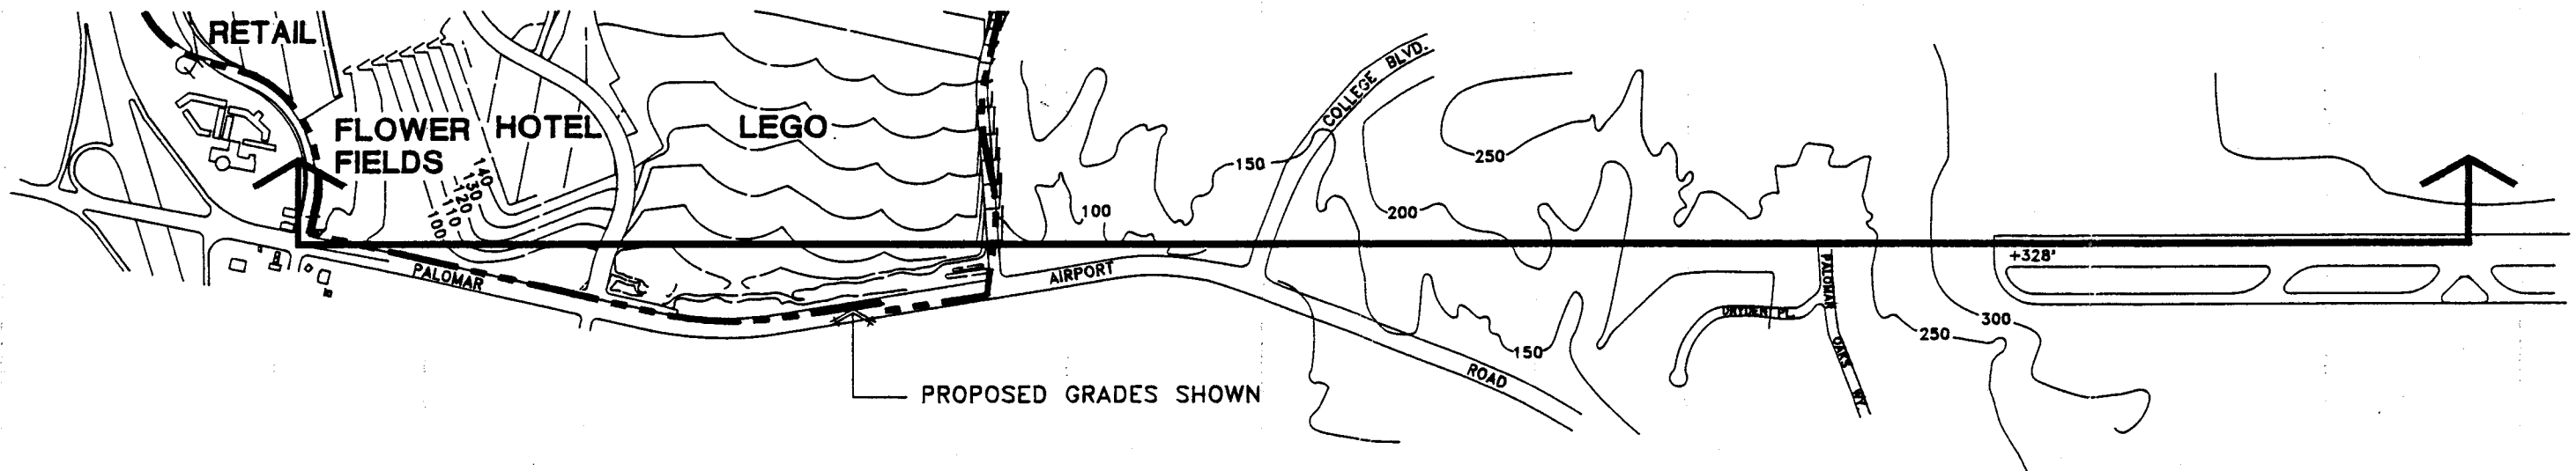 RETAIL
FLOWER
FIELDS
HOTEL
LEGO
COLLEGE BLVD.
150
250
140
130
120
110
100
100
200
PALOMAR
AIRPORT
ROAD
PALOMAR
OAKS WY.
DRYDEN PL.
+328'
300
250
150
PROPOSED GRADES SHOWN